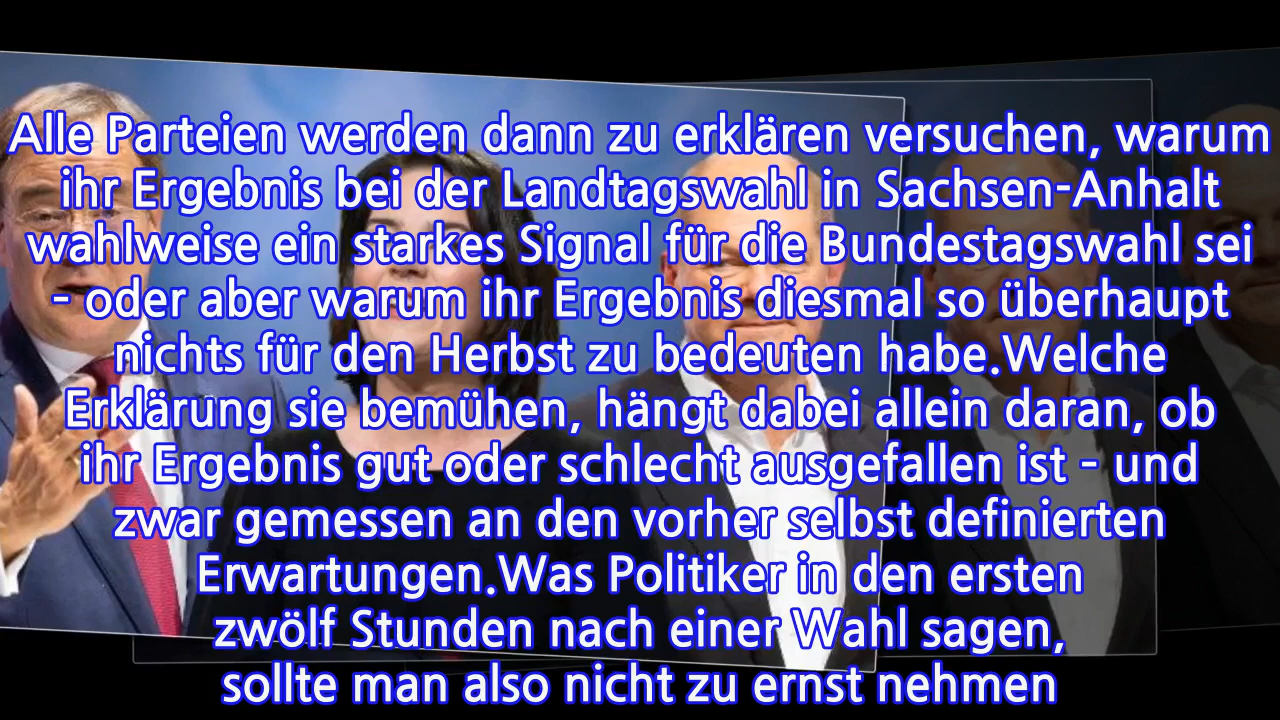 Alle Parteien werden dann zu erklären versuchen, warum
ihr Ergebnis bei der Landtagswahl in Sachsen-Anhalt
wahlweise ein starkes Signal für die Bundestagswahl sei
- oder aber warum ihr Ergebnis diesmal so überhaupt
nichts für den Herbst zu bedeuten habe.Welche
Erklärung sie bemühen, hängt dabei allein daran, ob
ihr Ergebnis gut oder schlecht ausgefallen ist - und
zwar gemessen an den vorher selbst definierten
Erwartungen.Was Politiker in den ersten
zwölf Stunden nach einer Wahl sagen,
sollte man also nicht zu ernst nehmen